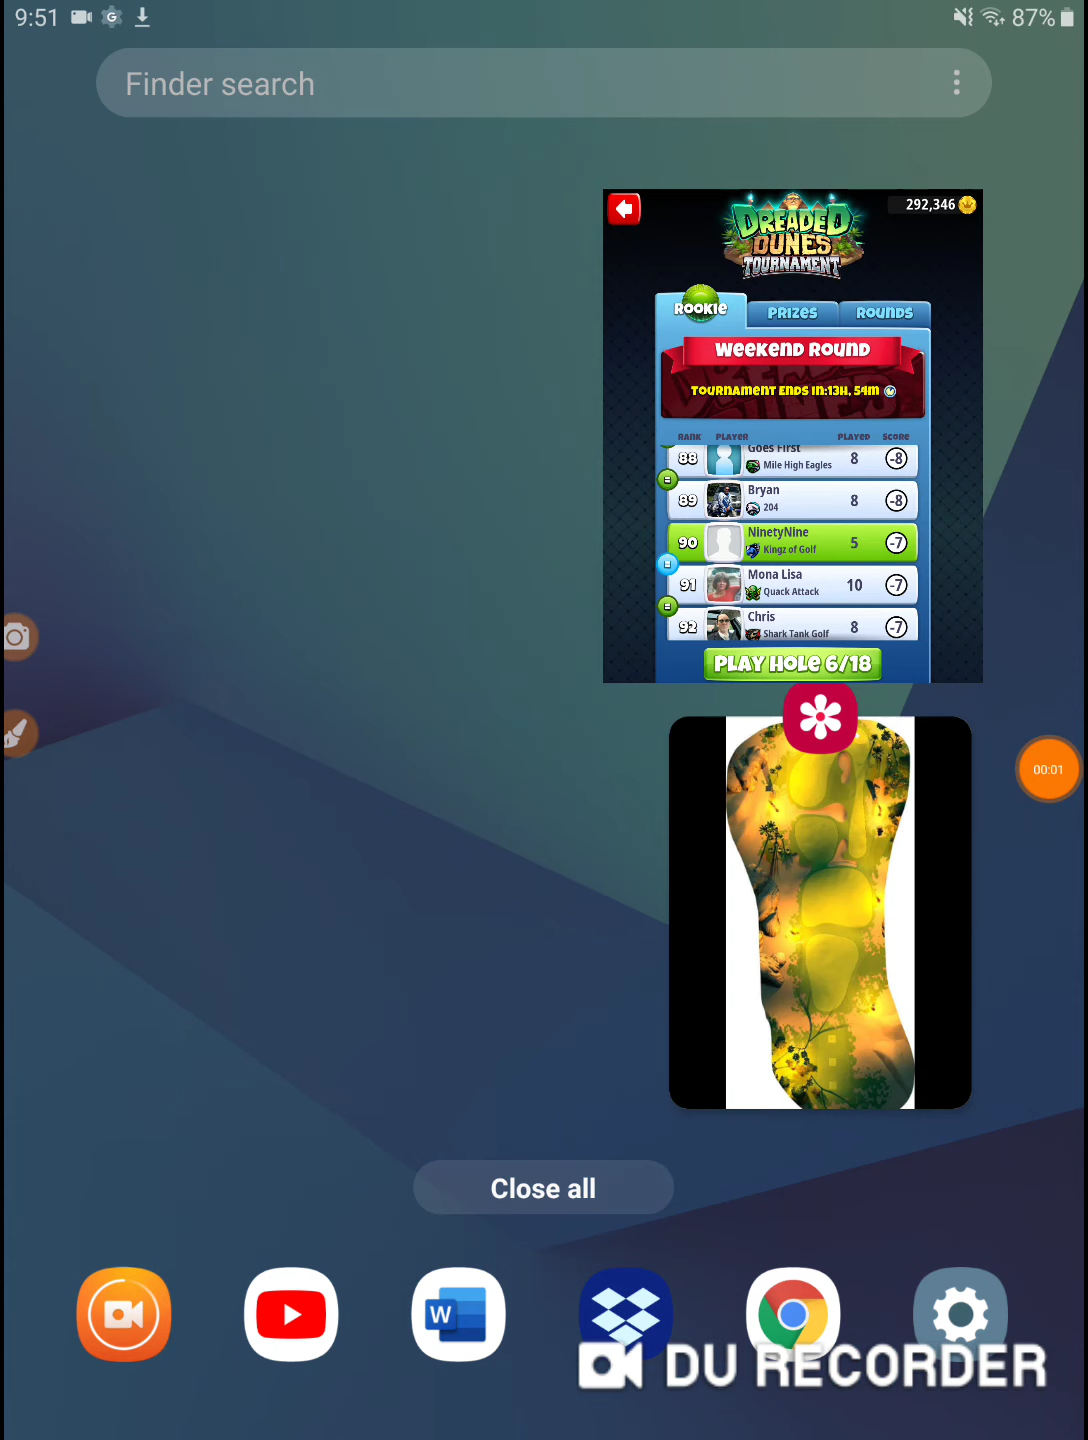 9:51
87%
Finder search
292,346
DREADED
DUNES
TOURNAMENT
ROOKIE PRIZES ROUNDS
WEEKEND ROUND
TOURNAMENT ENDS IN:13H, 54M
RANK PLAYER PLAYED SCORE
88 Goes First 8 -8
Mile High Eagles
89 Bryan 8 -8
204
90 NinetyNine 5 -7
Kingz of Golf
91 Mona Lisa 10 -7
Quack Attack
92 Chris 8 -7
Shark Tank Golf
PLAY HOLE 6/18
00:01
Close all
W
DU RECORDER